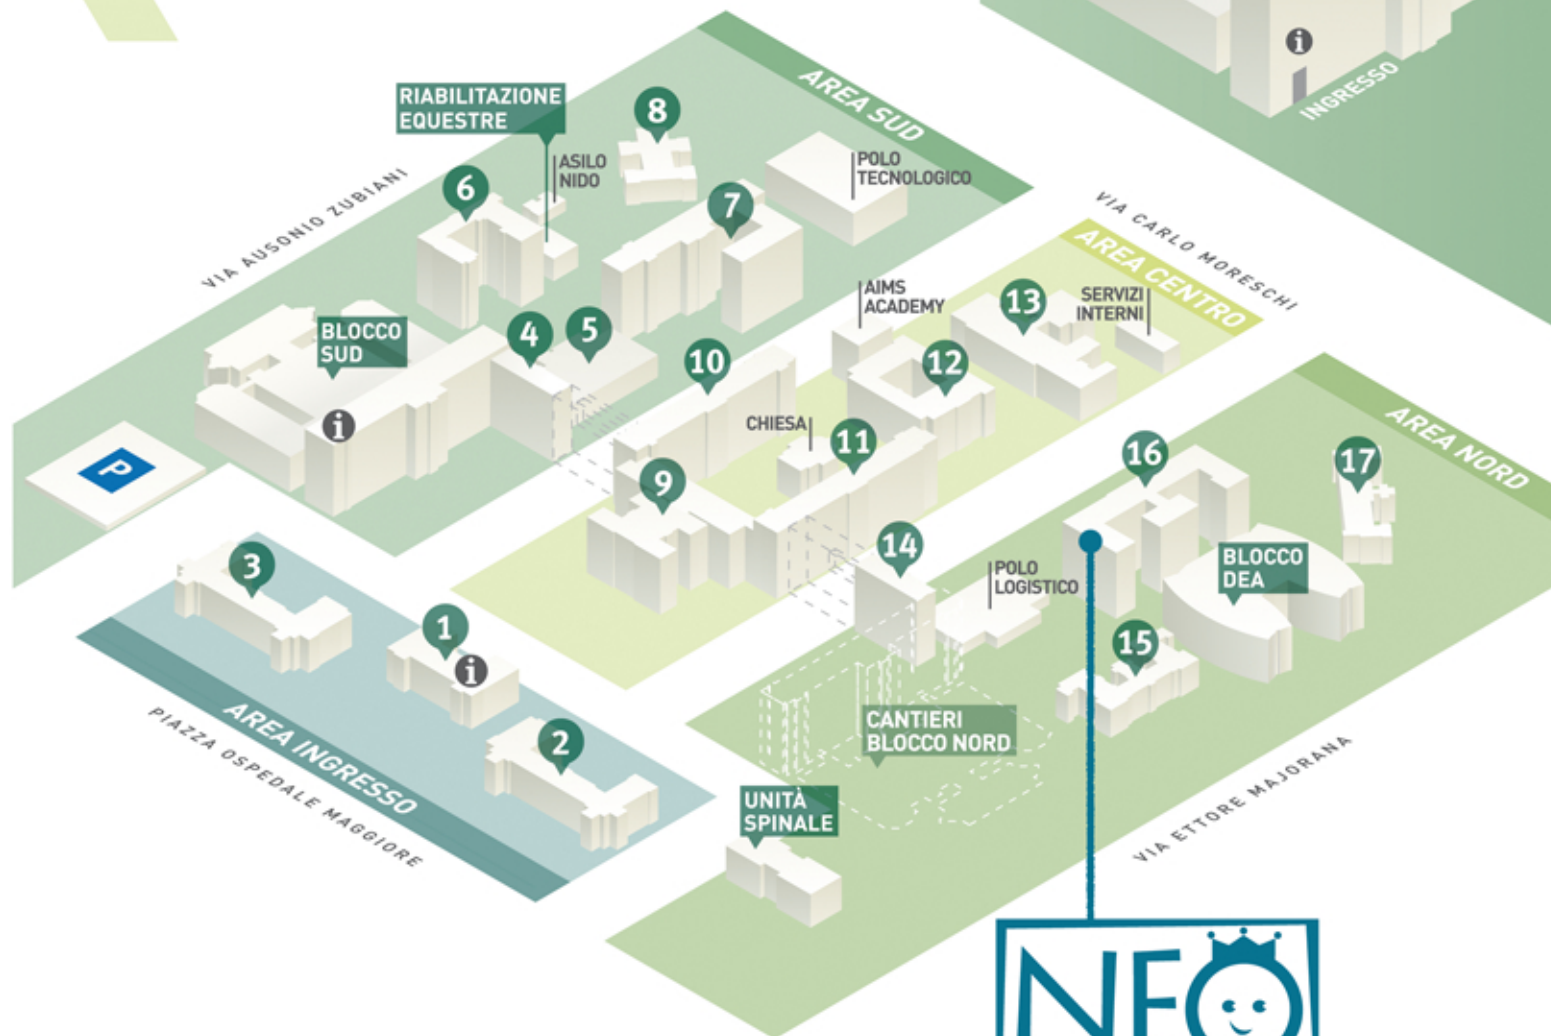 INGRESSO
AREA SUD
RIABILITAZIONE
EQUESTRE
8
ASILO
NIDO
POLO
TECNOLOGICO
6
7
VIA AUSONIO ZUBIANI
VIA CARLO MORESCHI
AREA CENTRO
AIMS
ACADEMY
13
SERVIZI
INTERNI
BLOCCO
SUD
4
5
10
12
i
CHIESA
11
P
9
AREA NORD
16
17
14
POLO
LOGISTICO
BLOCCO
DEA
3
1
i
15
2
CANTIERI
BLOCCO NORD
AREA INGRESSO
PIAZZA OSPEDALE MAGGIORE
UNITÀ
SPINALE
VIA ETTORE MAJORANA
i
NEO